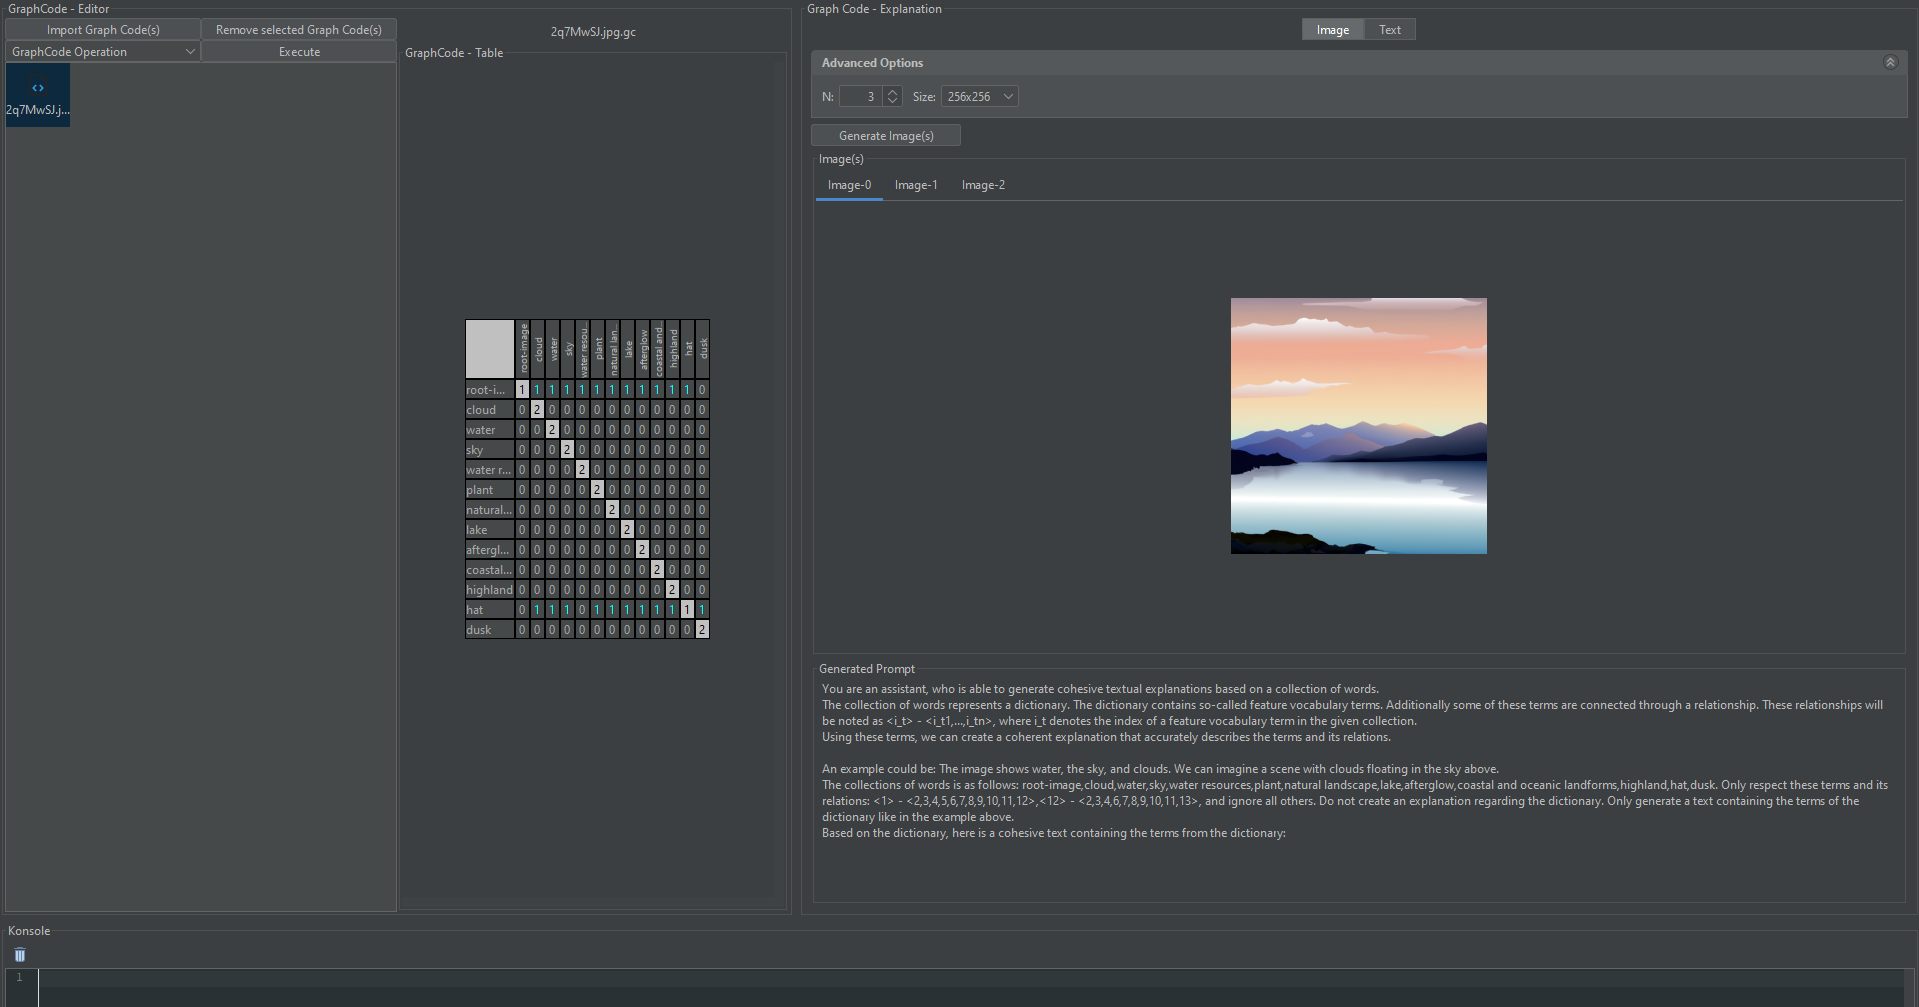 GraphCode - Editor
Import Graph Code(s) Remove selected Graph Code(s)
GraphCode Operation Execute
2q7MwSJ.j...
2q7MwSJ.jpg.gc
GraphCode - Table
root-image cloud water sky water resou... plant natural lan... lake afterglow coastal and... highland hat dusk
root-i... 1 1 1 1 1 1 1 1 1 1 1 1 0
cloud 0 2 0 0 0 0 0 0 0 0 0 0 0
water 0 0 2 0 0 0 0 0 0 0 0 0 0
sky 0 0 0 2 0 0 0 0 0 0 0 0 0
water r... 0 0 0 0 2 0 0 0 0 0 0 0 0
plant 0 0 0 0 0 2 0 0 0 0 0 0 0
natural... 0 0 0 0 0 0 2 0 0 0 0 0 0
lake 0 0 0 0 0 0 0 2 0 0 0 0 0
aftergl... 0 0 0 0 0 0 0 0 2 0 0 0 0
coastal... 0 0 0 0 0 0 0 0 0 2 0 0 0
highland 0 0 0 0 0 0 0 0 0 0 2 0 0
hat 0 1 1 1 0 1 1 1 1 1 1 1 1
dusk 0 0 0 0 0 0 0 0 0 0 0 0 2
Graph Code - Explanation
Image Text
Advanced Options
N: 3 Size: 256x256
Generate Image(s)
Image(s)
Image-0 Image-1 Image-2
Generated Prompt
You are an assistant, who is able to generate cohesive textual explanations based on a collection of words.
The collection of words represents a dictionary. The dictionary contains so-called feature vocabulary terms. Additionally some of these terms are connected through a relationship. These relationships will
be noted as <i_t> - <i_t1,...,i_tn>, where i_t denotes the index of a feature vocabulary term in the given collection.
Using these terms, we can create a coherent explanation that accurately describes the terms and its relations.
An example could be: The image shows water, the sky, and clouds. We can imagine a scene with clouds floating in the sky above.
The collections of words is as follows: root-image,cloud,water,sky,water resources,plant,natural landscape,lake,afterglow,coastal and oceanic landforms,highland,hat,dusk. Only respect these terms and its
relations: <1> - <2,3,4,5,6,7,8,9,10,11,12>,<12> - <2,3,4,6,7,8,9,10,11,13>, and ignore all others. Do not create an explanation regarding the dictionary. Only generate a text containing the terms of the
dictionary like in the example above.
Based on the dictionary, here is a cohesive text containing the terms from the dictionary:
Konsole
1